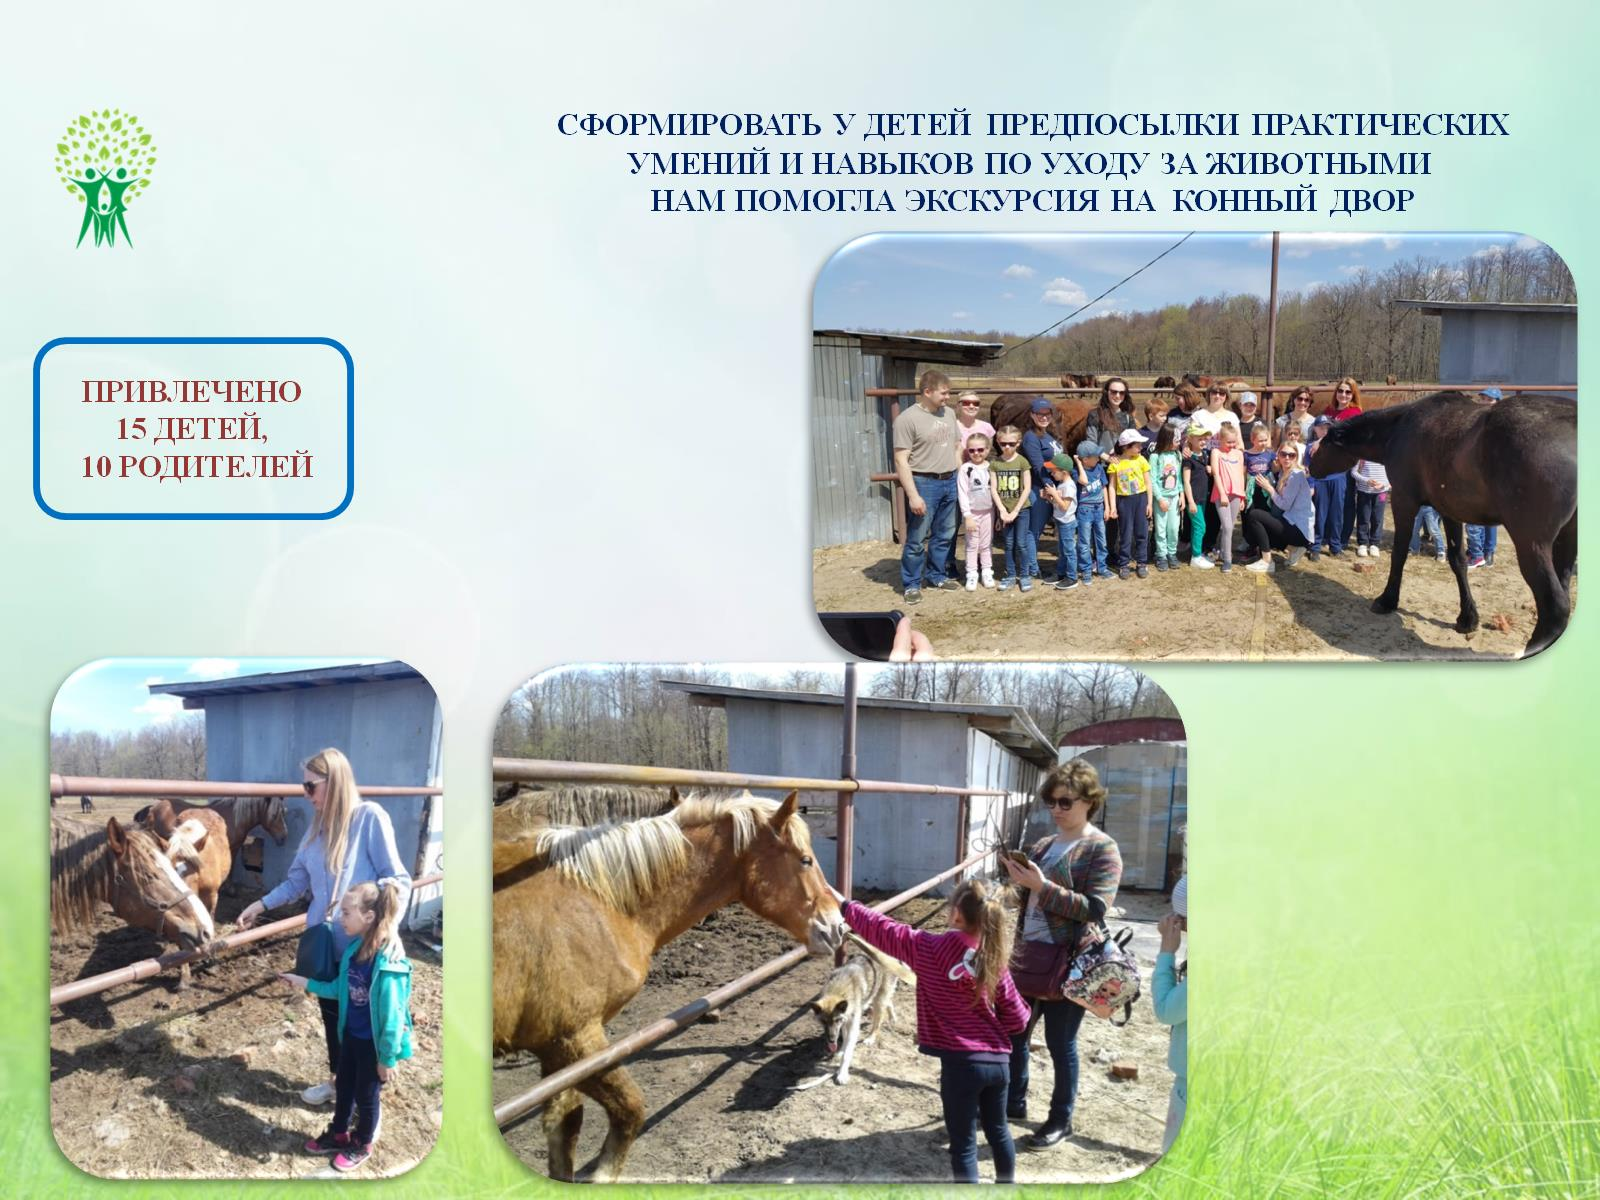 СФОРМИРОВАТЬ У ДЕТЕЙ ПРЕДПОСЫЛКИ ПРАКТИЧЕСКИХ
УМЕНИЙ И НАВЫКОВ ПО УХОДУ ЗА ЖИВОТНЫМИ
НАМ ПОМОГЛА ЭКСКУРСИЯ НА КОННЫЙ ДВОР
ПРИВЛЕЧЕНО
15 ДЕТЕЙ,
10 РОДИТЕЛЕЙ
NO